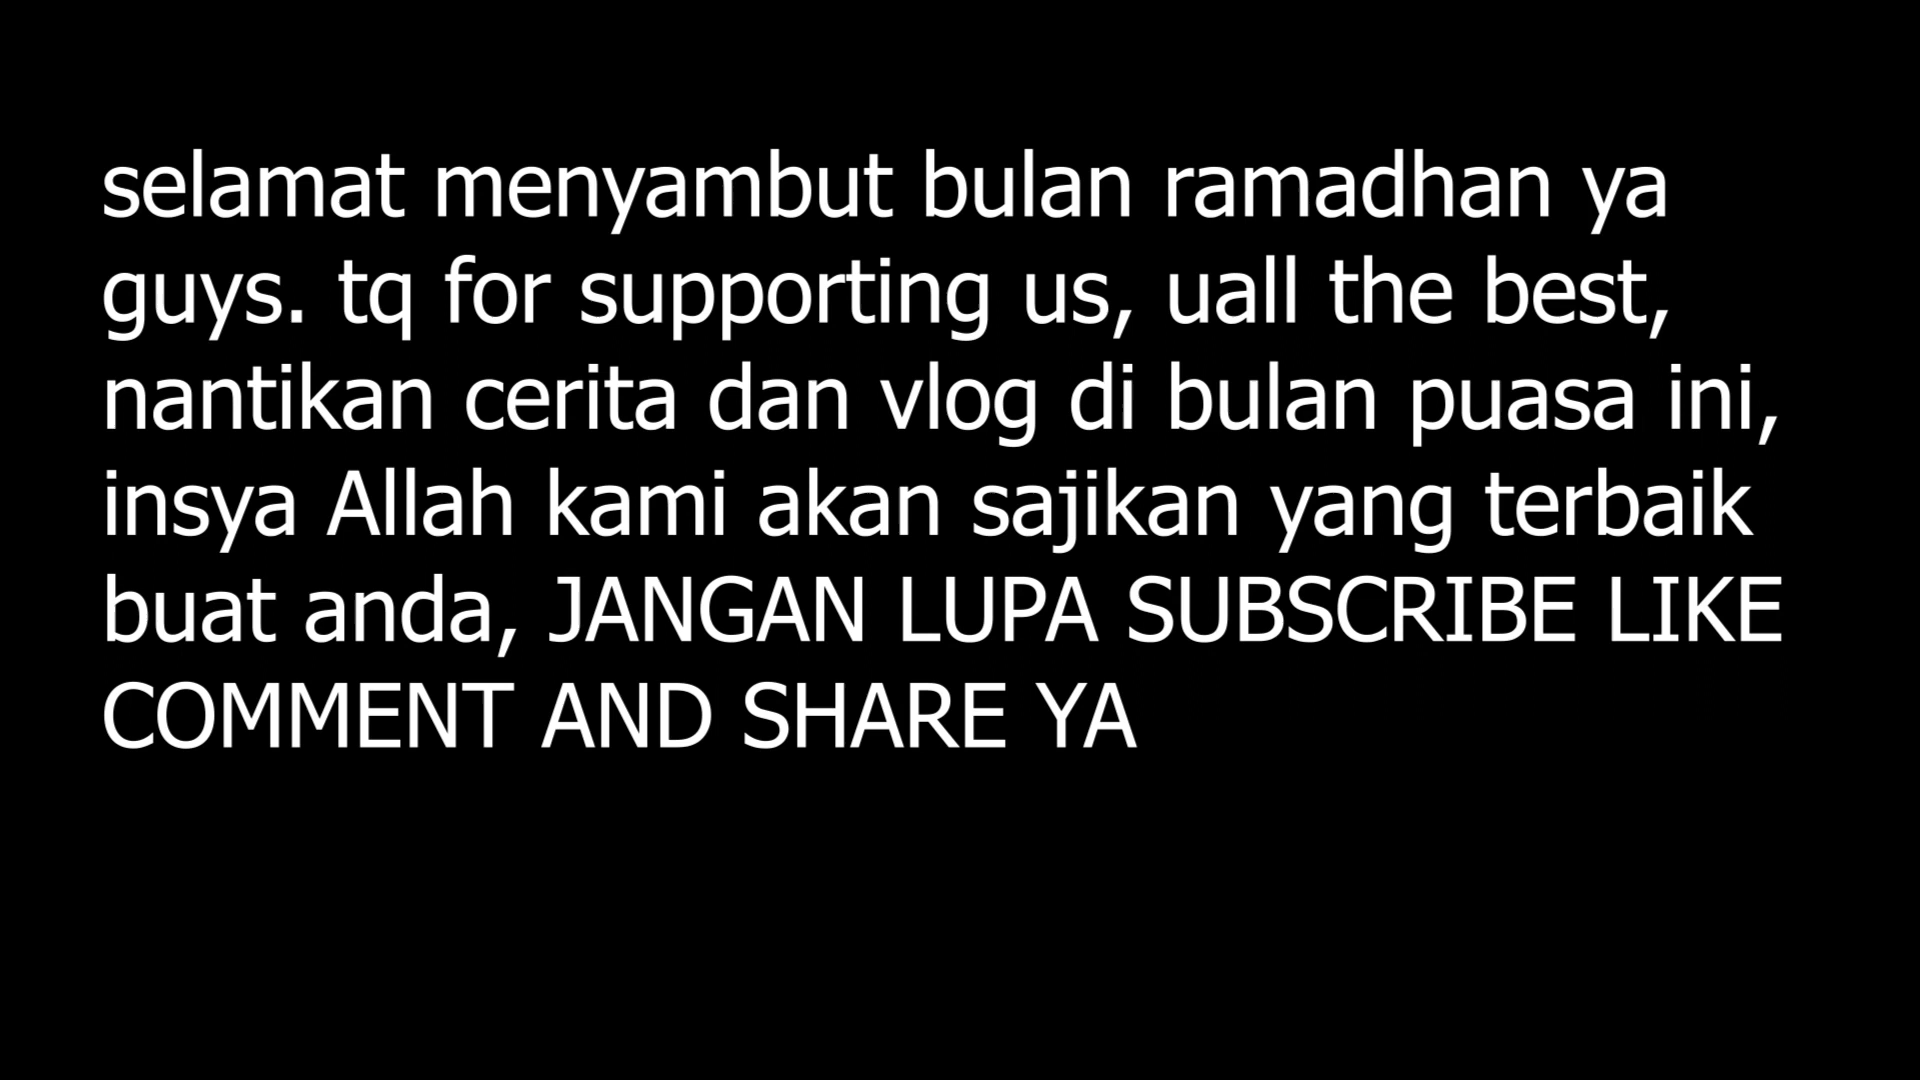 selamat menyambut bulan ramadhan ya
guys. tq for supporting us, uall the best,
nantikan cerita dan vlog di bulan puasa ini,
insya Allah kami akan sajikan yang terbaik
buat anda, JANGAN LUPA SUBSCRIBE LIKE
COMMENT AND SHARE YA